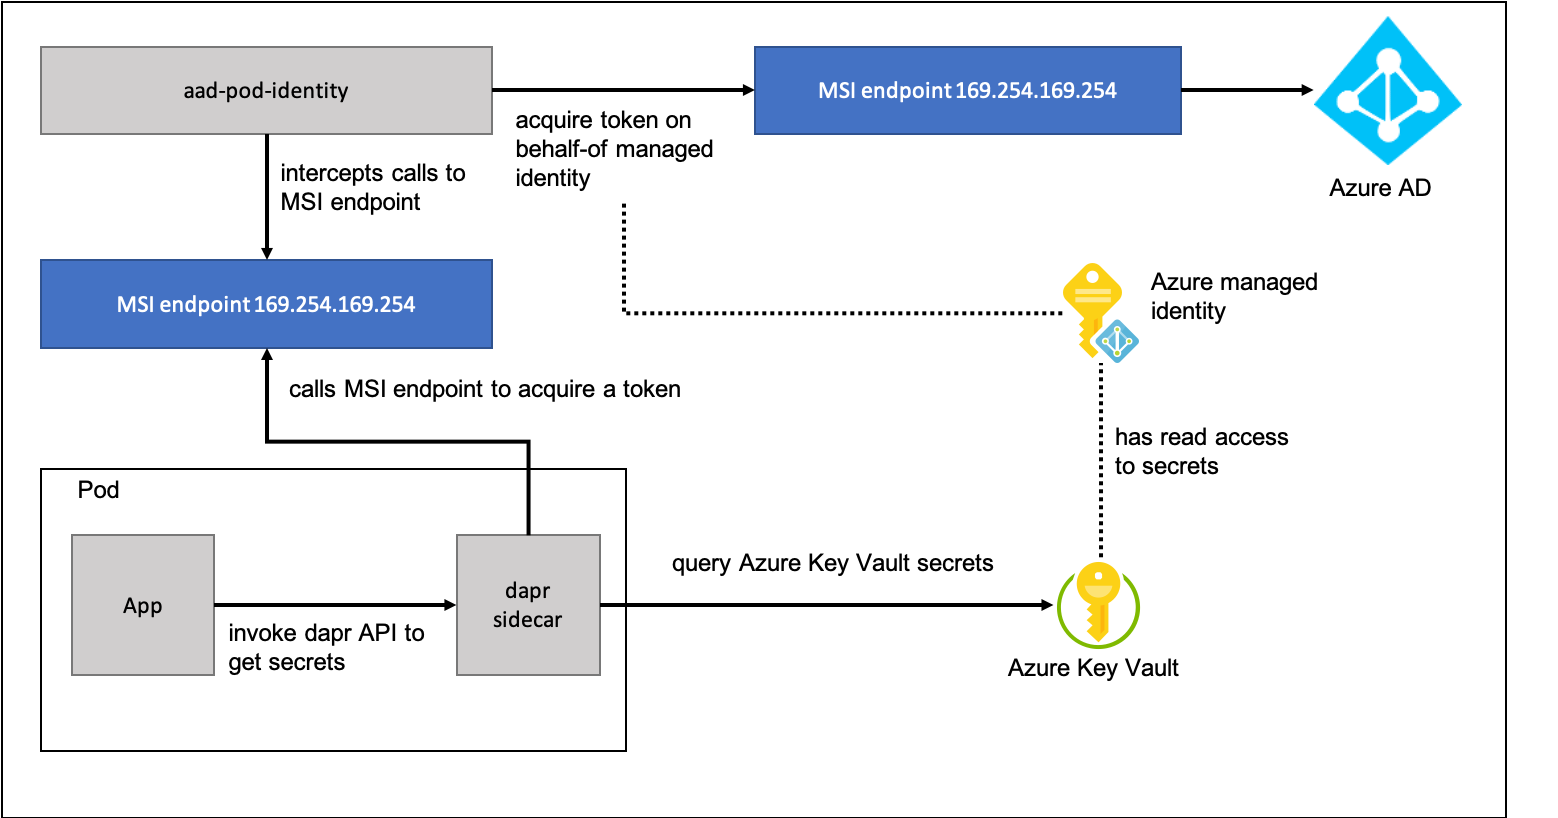 aad-pod-identity
MSI endpoint 169.254.169.254
acquire token on
behalf-of managed
identity
Azure AD
intercepts calls to
MSI endpoint
MSI endpoint 169.254.169.254
Azure managed
identity
calls MSI endpoint to acquire a token
has read access
to secrets
Pod
App
invoke dapr API to
get secrets
dapr
sidecar
query Azure Key Vault secrets
Azure Key Vault